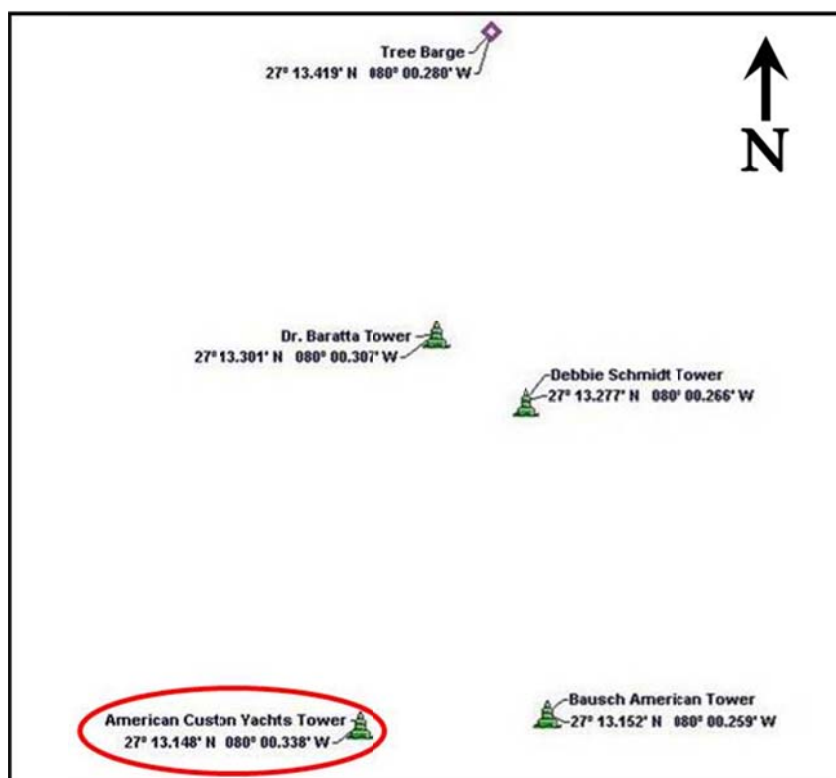 Tree Barge
27° 13.419' N 080° 00.280' W
N
Dr. Baratta Tower
27° 13.301' N 080° 00.307' W
Debbie Schmidt Tower
27° 13.277' N 080' 00.266' W
American Custon Yachts Tower
27° 13.148' N 080° 00.338' W
Bausch American Tower
27° 13.152' N 080° 00.259' W